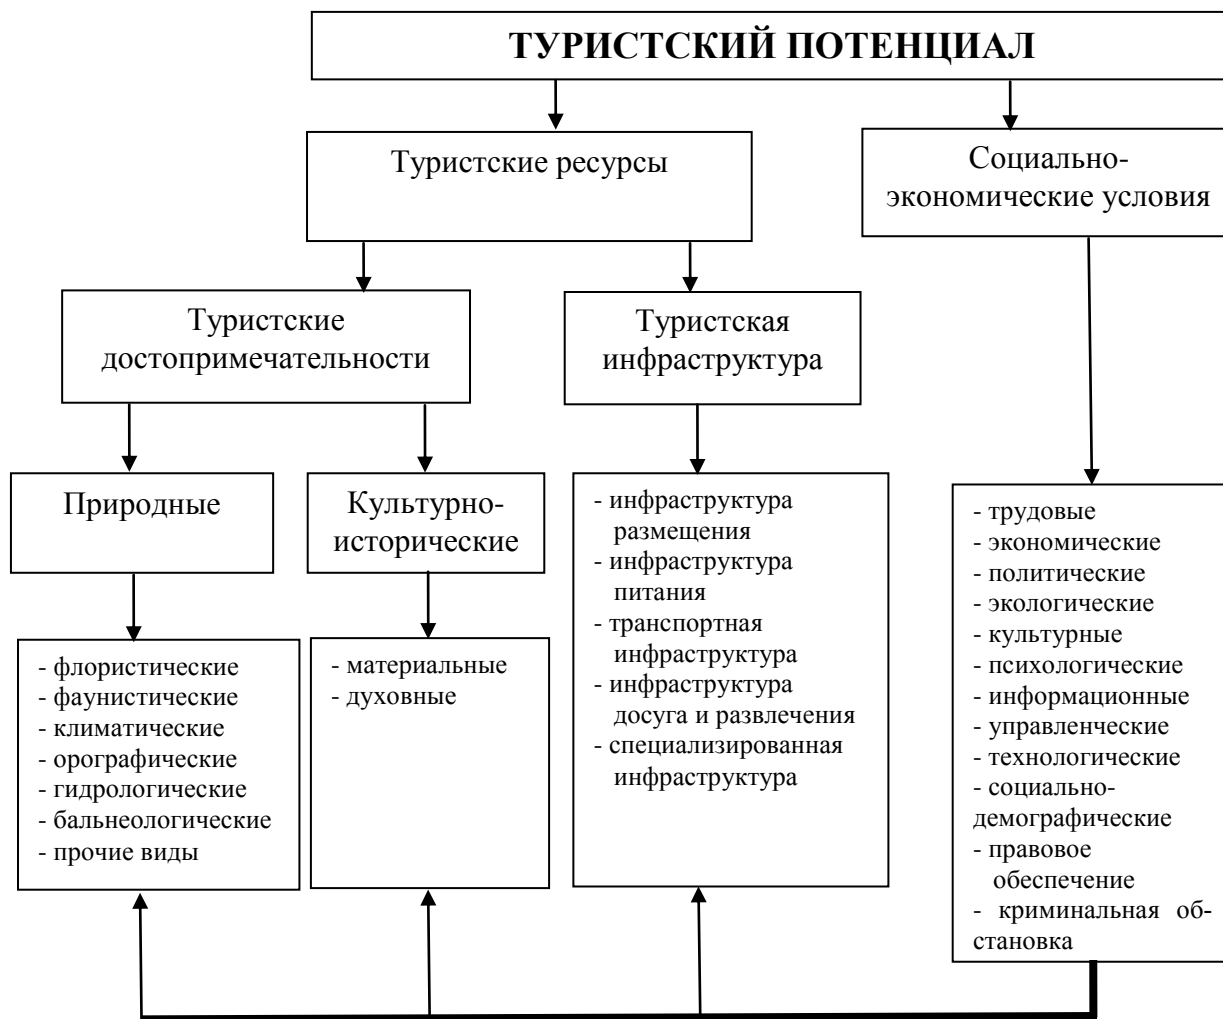 ТУРИСТСКИЙ ПОТЕНЦИАЛ
Туристские ресурсы
Социально-
экономические условия
Туристские
достопримечательности
Туристская
инфраструктура
Природные
Культурно-
исторические
- флористические
- фаунистические
- климатические
- орографические
- гидрологические
- бальнеологические
- прочие виды
- материальные
- духовные
- инфраструктура
размещения
- инфраструктура
питания
- транспортная
инфраструктура
- инфраструктура
досуга и развлечения
- специализированная
инфраструктура
- трудовые
- экономические
- политические
- экологические
- культурные
- психологические
- информационные
- управленческие
- технологические
- социально-
демографические
- правовое
обеспечение
- криминальная об-
становка